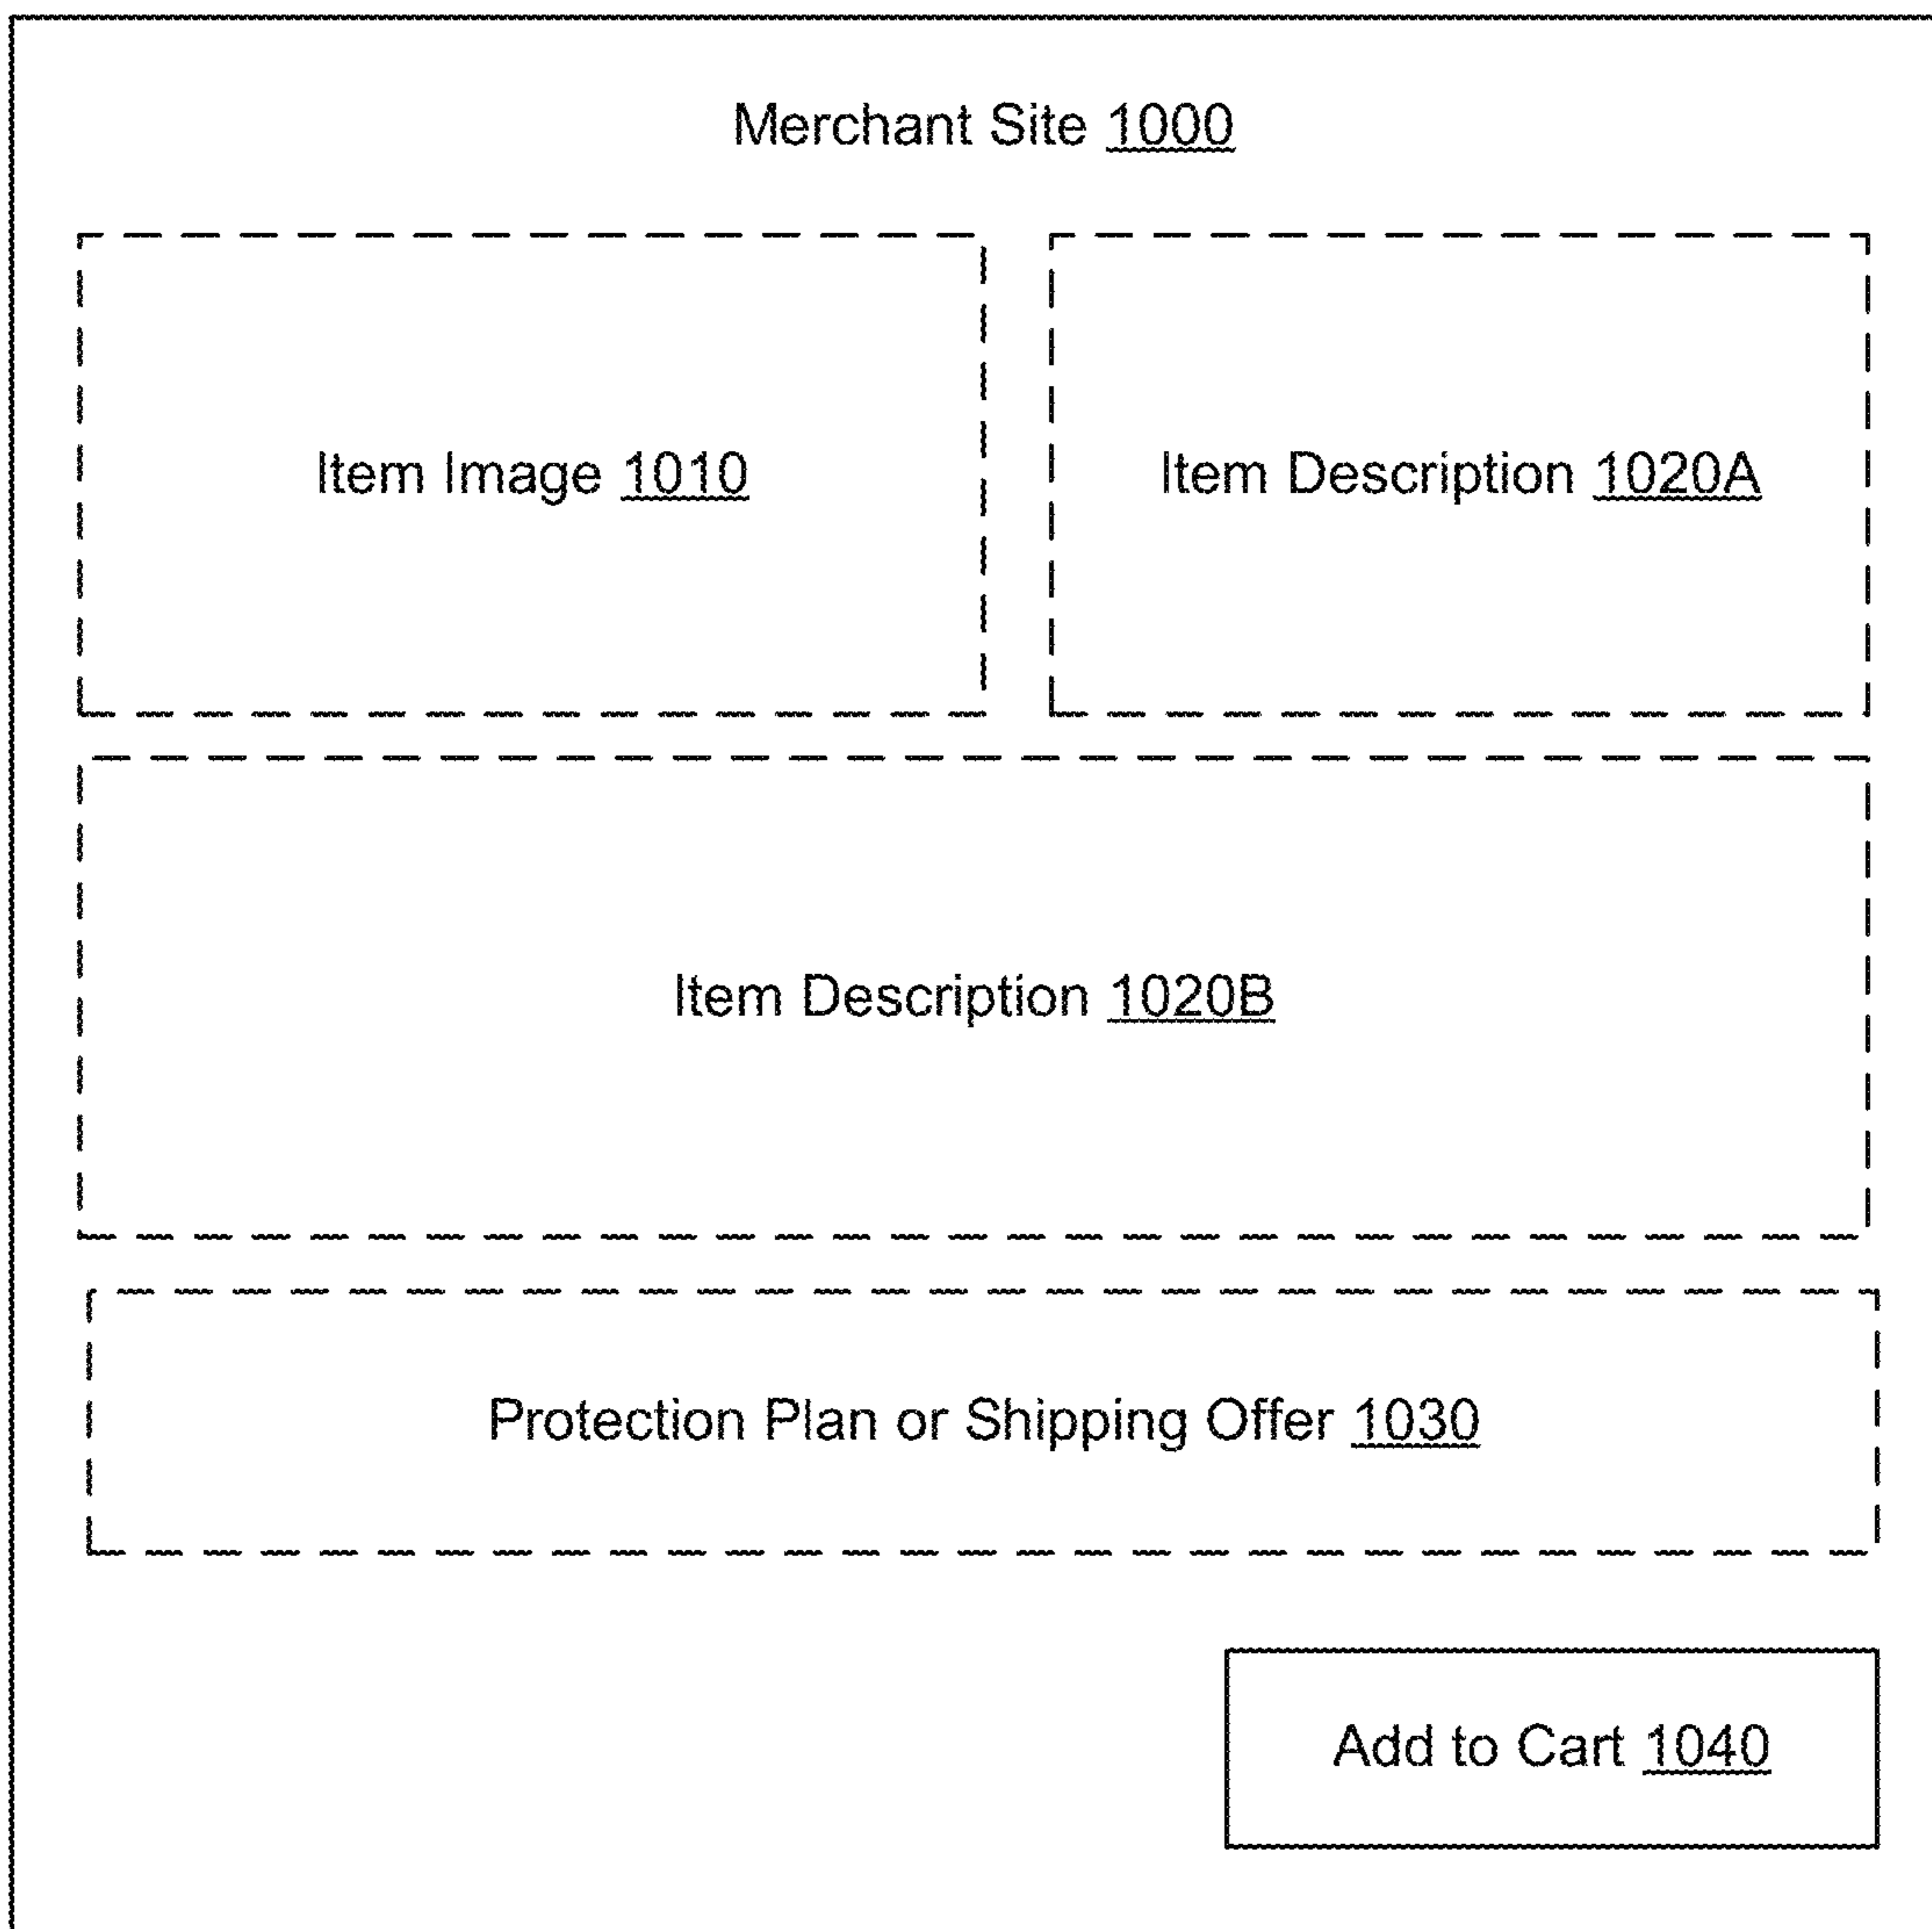 Merchant Site 1000
Item Image 1010
Item Description 1020A
Item Description 1020B
Protection Plan or Shipping Offer 1030
Add to Cart 1040